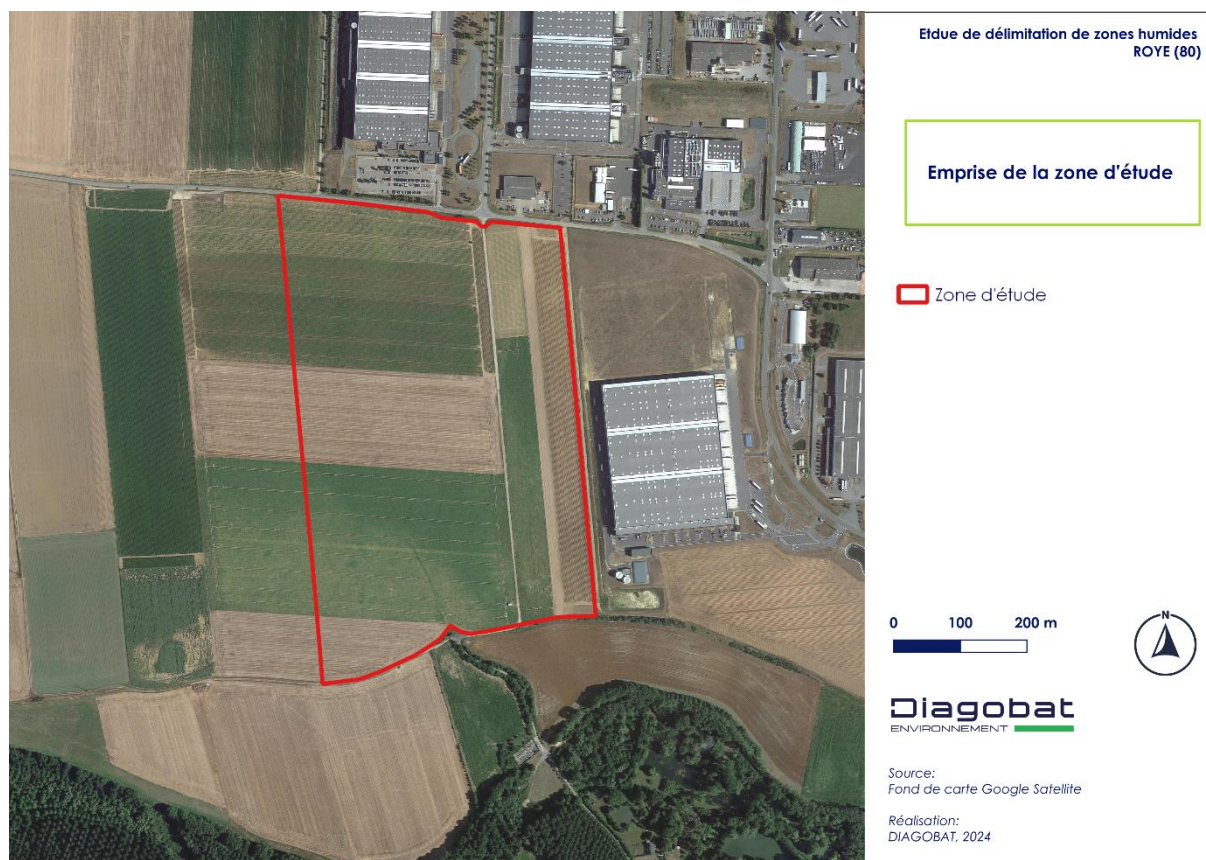 Etdue de délimitation de zones humides
ROYE (80)
Emprise de la zone d'étude
Zone d'étude
0 100 200 m
N
Diagobat
ENVIRONNEMENT
Source:
Fond de carte Google Satellite
Réalisation:
DIAGOBAT, 2024